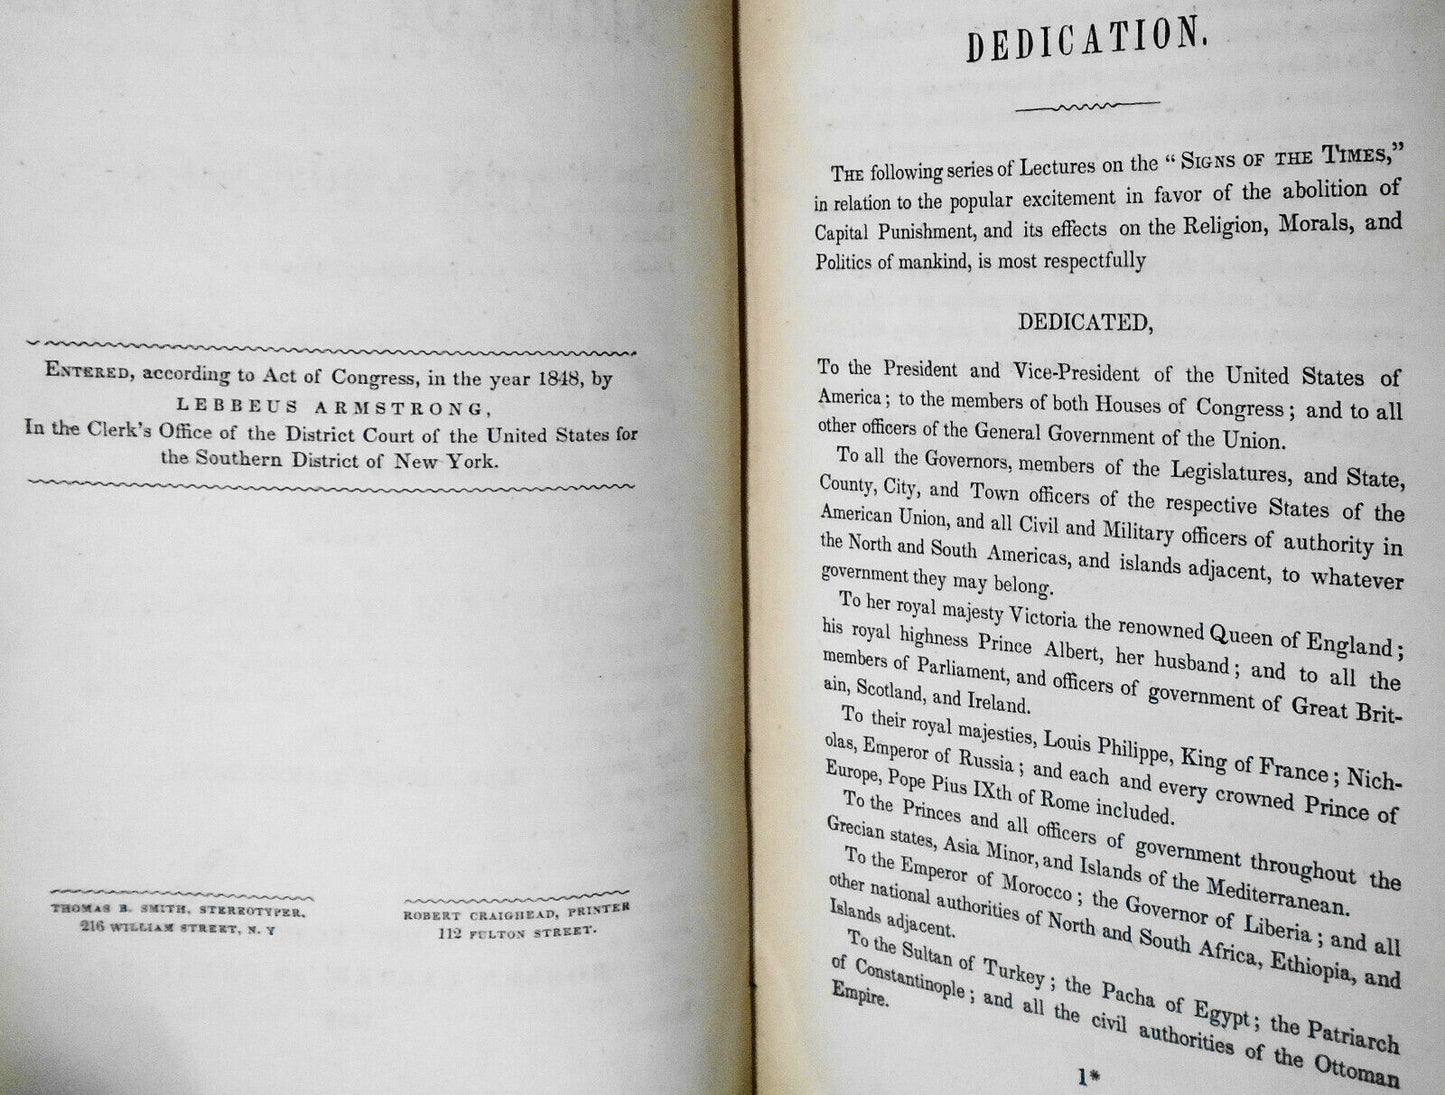 ENTERED, according to Act of Congress, in the year 1848, by
LEBBEUS ARMSTRONG,
In the Clerk's Office of the District Court of the United States for
the Southern District of New York.
THOMAS B. SMITH, STEREOTYPER,
216 WILLIAM STREET, N. Y
ROBERT CRAIGHEAD, PRINTER
112 FULTON STREET.
DEDICATION.
THE following series of Lectures on the “ SIGNS OF THE TIMES,”
in relation to the popular excitement in favor of the abolition of
Capital Punishment, and its effects on the Religion, Morals, and
Politics of mankind, is most respectfully
DEDICATED,
To the President and Vice-President of the United States of
America ; to the members of both Houses of Congress ; and to all
other officers of the General Government of the Union.
To all the Governors, members of the Legislatures, and State,
County, City, and Town officers of the respective States of the
American Union, and all Civil and Military officers of authority in
the North and South Americas, and islands adjacent, to whatever
government they may belong.
To her royal majesty Victoria the renowned Queen of England ;
his royal highness Prince Albert, her husband ; and to all the
members of Parliament, and officers of government of Great Brit-
ain, Scotland, and Ireland.
To their royal majesties, Louis Philippe, King of France ; Nich-
olas, Emperor of Russia ; and each and every crowned Prince of
Europe, Pope Pius IXth of Rome included.
To the Princes and all officers of government throughout the
Grecian states, Asia Minor, and Islands of the Mediterranean.
To the Emperor of Morocco ; the Governor of Liberia ; and all
other national authorities of North and South Africa, Ethiopia, and
Islands adjacent.
To the Sultan of Turkey ; the Pacha of Egypt ; the Patriarch
of Constantinople ; and all the civil authorities of the Ottoman
Empire.
1*